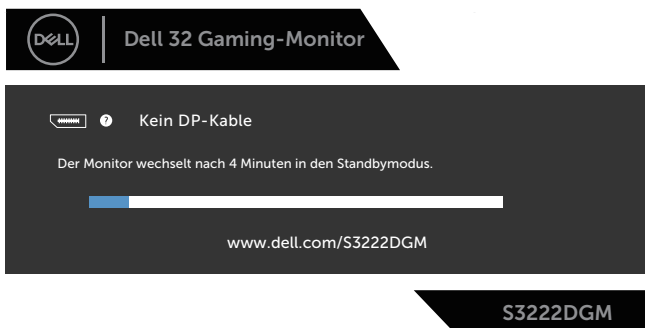 DELL
Dell 32 Gaming-Monitor
? Kein DP-Kable
Der Monitor wechselt nach 4 Minuten in den Standbymodus.
www.dell.com/S3222DGM
S3222DGM